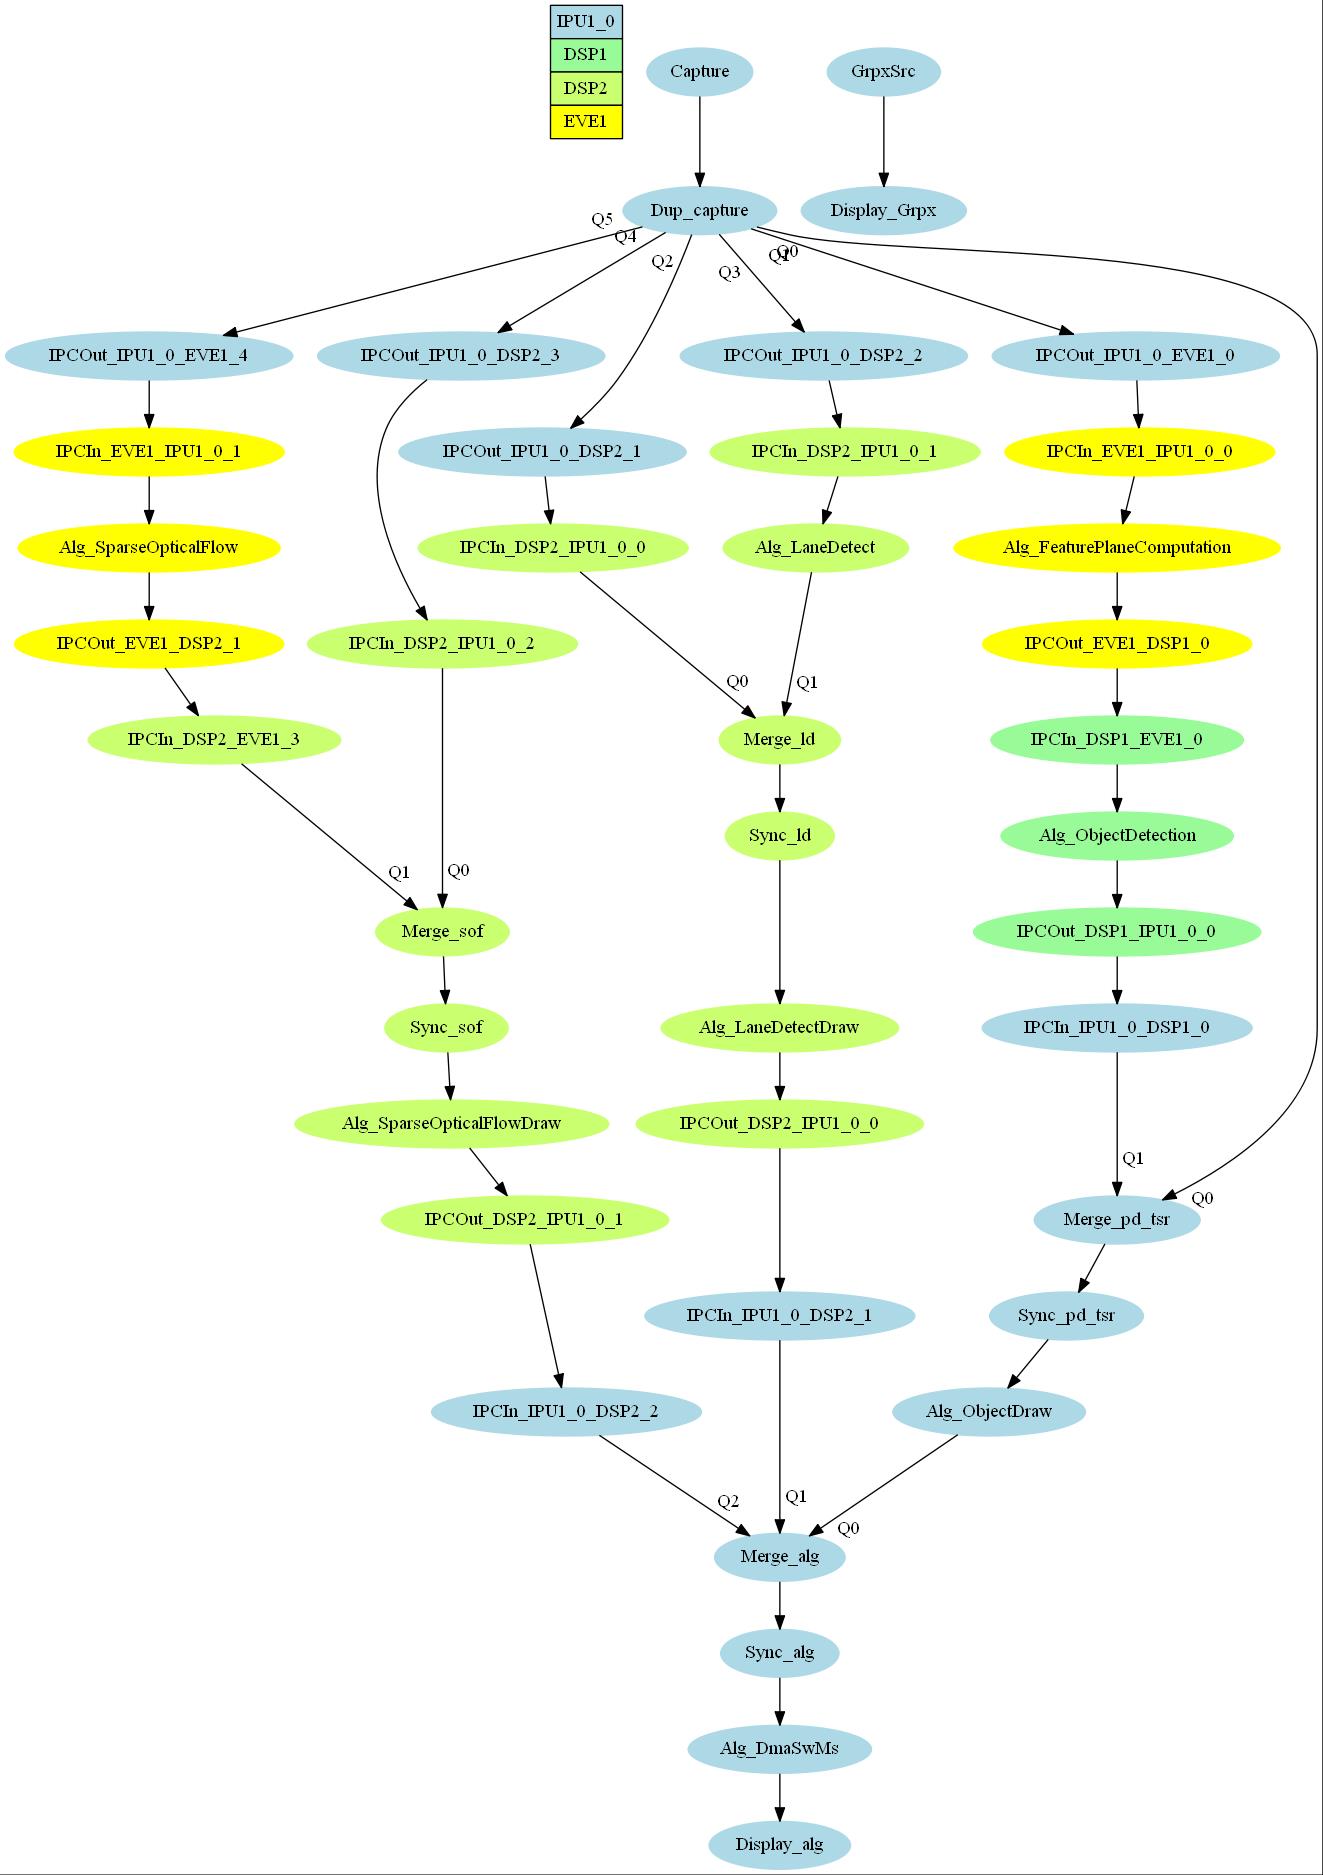 IPU1_0
DSP1
DSP2
EVE1
Capture
GrpxSrc
Dup_capture
Display_Grpx
Q5
Q4
Q2
Q3
Q1
Q0
IPCOut_IPU1_0_EVE1_4
IPCOut_IPU1_0_DSP2_3
IPCOut_IPU1_0_DSP2_2
IPCOut_IPU1_0_EVE1_0
IPCIn_EVE1_IPU1_0_1
IPCOut_IPU1_0_DSP2_1
IPCIn_DSP2_IPU1_0_1
IPCIn_EVE1_IPU1_0_0
Alg_SparseOpticalFlow
IPCIn_DSP2_IPU1_0_0
Alg_LaneDetect
Alg_FeaturePlaneComputation
IPCOut_EVE1_DSP2_1
IPCIn_DSP2_IPU1_0_2
IPCOut_EVE1_DSP1_0
Q0
Q1
IPCIn_DSP2_EVE1_3
Merge_ld
IPCIn_DSP1_EVE1_0
Sync_ld
Alg_ObjectDetection
Q1
Q0
Merge_sof
IPCOut_DSP1_IPU1_0_0
Sync_sof
Alg_LaneDetectDraw
IPCIn_IPU1_0_DSP1_0
Alg_SparseOpticalFlowDraw
IPCOut_DSP2_IPU1_0_0
Q1
Q0
IPCOut_DSP2_IPU1_0_1
Merge_pd_tsr
IPCIn_IPU1_0_DSP2_1
Sync_pd_tsr
IPCIn_IPU1_0_DSP2_2
Alg_ObjectDraw
Q2
Q1
Q0
Merge_alg
Sync_alg
Alg_DmaSwMs
Display_alg